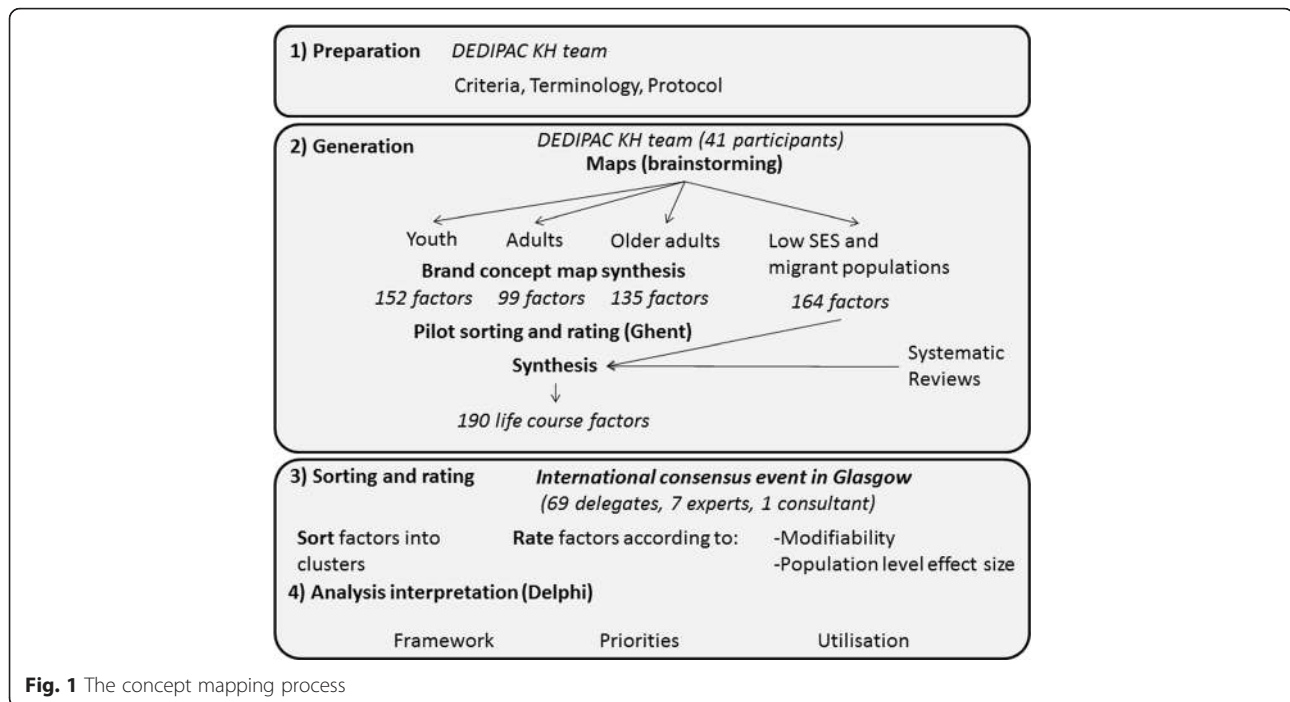 1) Preparation DEDIPAC KH team
Criteria, Terminology, Protocol
2) Generation DEDIPAC KH team (41 participants)
Maps (brainstorming)
Youth Adults Older adults Low SES and
migrant populations
Brand concept map synthesis
152 factors 99 factors 135 factors 164 factors
Pilot sorting and rating (Ghent)
Synthesis Systematic
Reviews
190 life course factors
3) Sorting and rating International consensus event in Glasgow
(69 delegates, 7 experts, 1 consultant)
Sort factors into Rate factors according to: -Modifiability
clusters -Population level effect size
4) Analysis interpretation (Delphi)
Framework Priorities Utilisation
Fig. 1 The concept mapping process